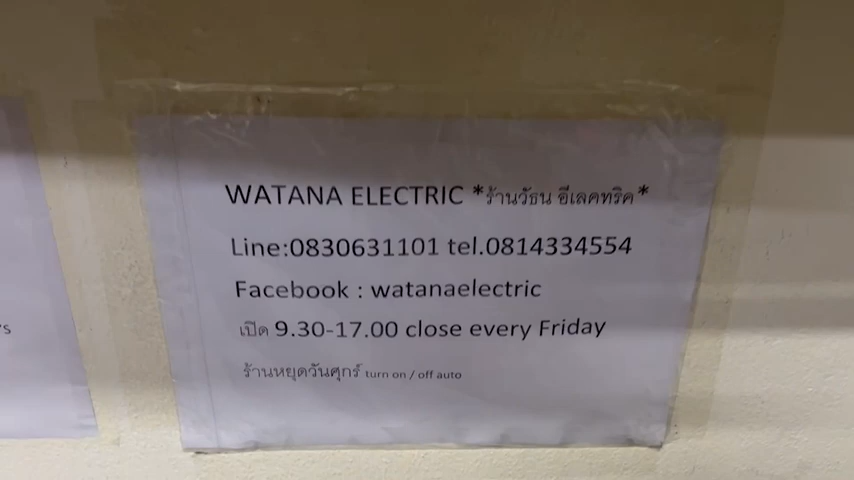 WATANA ELECTRIC *ร้านวัธน อีเลคทริค*
Line:0830631101 tel.0814334554
Facebook : watanaelectric
เปิด 9.30-17.00 close every Friday
ร้านหยุดวันศุกร์ turn on / off auto